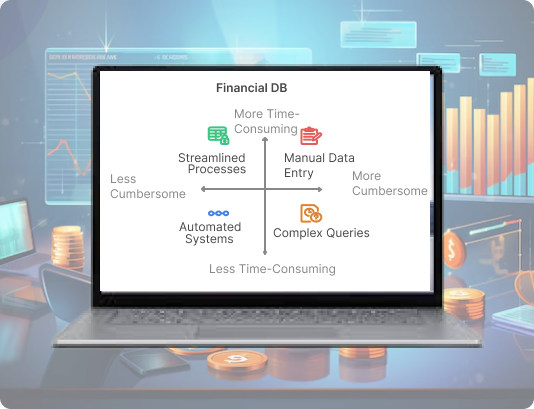 Financial DB
More Time-
Consuming
Streamlined
Processes
Manual Data
Entry
Less
Cumbersome
More
Cumbersome
Automated
Systems
Complex Queries
Less Time-Consuming